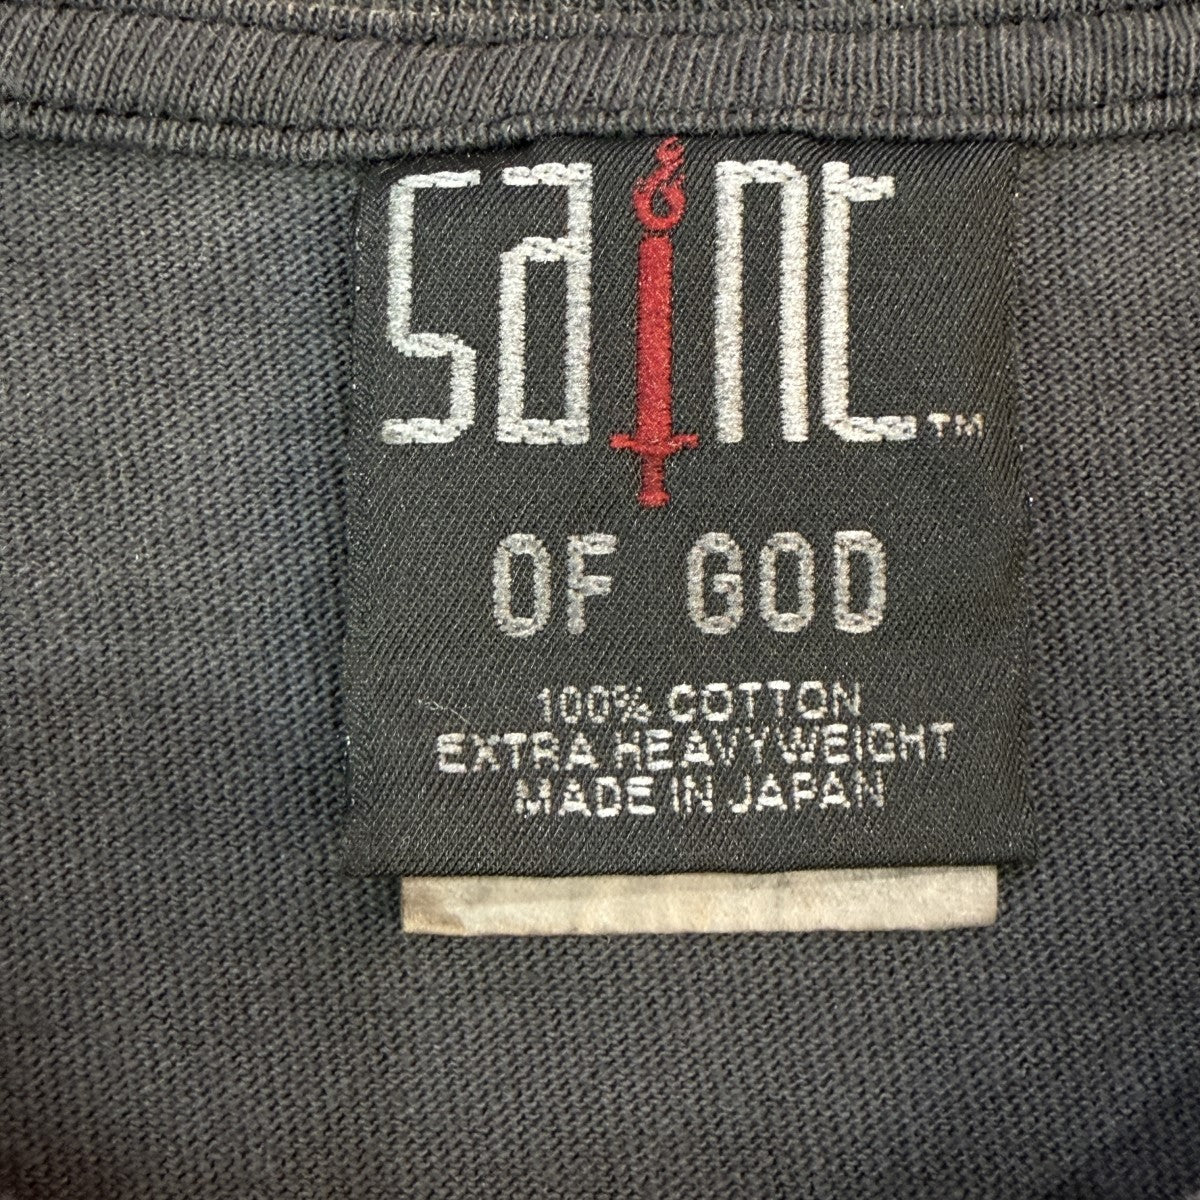 saint™
OF GOD
100% COTTON
EXTRA HEAVYWEIGHT
MADE IN JAPAN